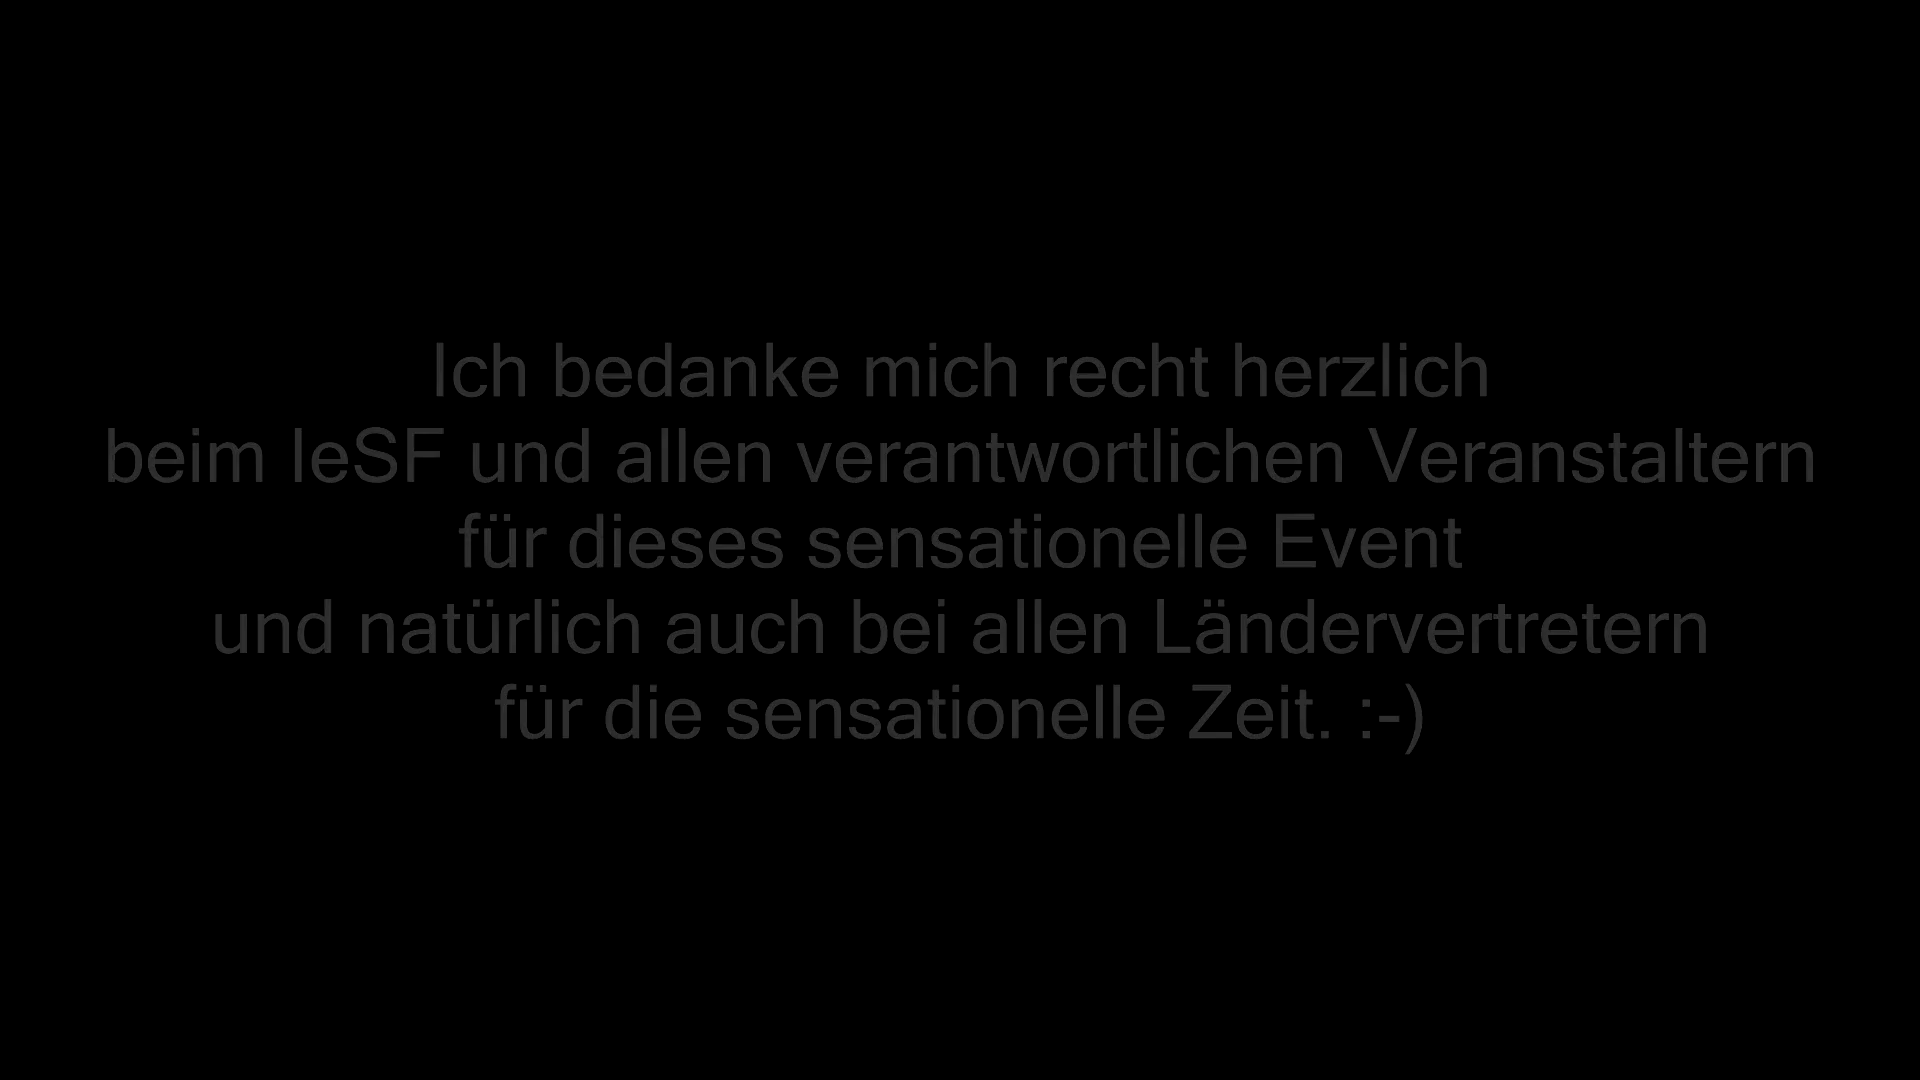 Ich bedanke mich recht herzlich
beim IeSF und allen verantwortlichen Veranstaltern
für dieses sensationelle Event
und natürlich auch bei allen Ländervertretern
für die sensationelle Zeit. :-)